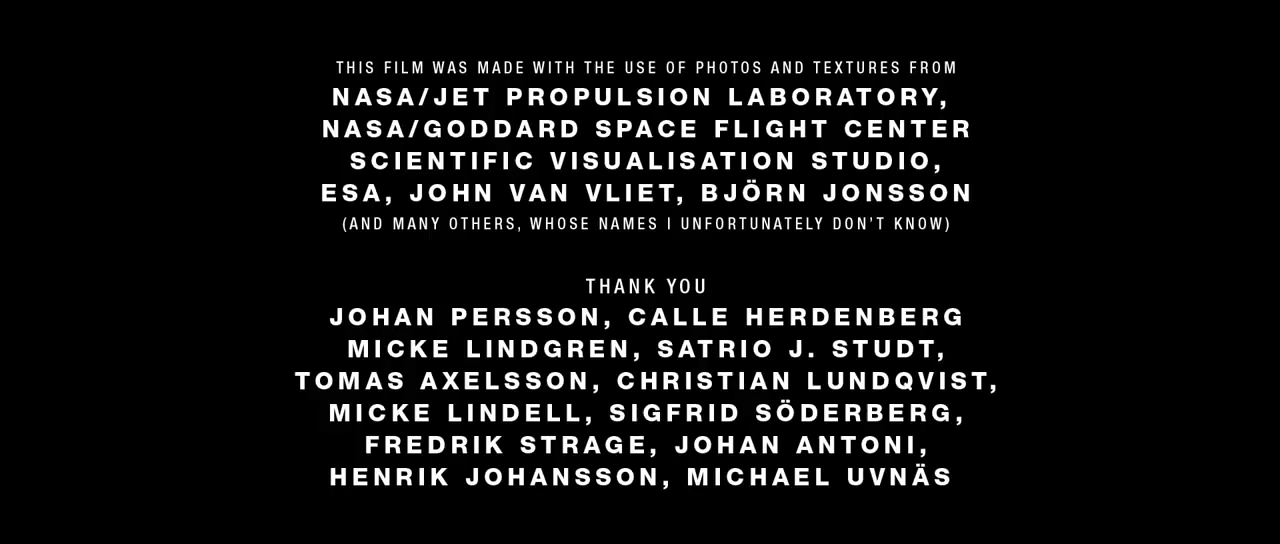 THIS FILM WAS MADE WITH THE USE OF PHOTOS AND TEXTURES FROM
NASA/JET PROPULSION LABORATORY,
NASA/GODDARD SPACE FLIGHT CENTER
SCIENTIFIC VISUALISATION STUDIO,
ESA, JOHN VAN VLIET, BJÖRN JONSSON
(AND MANY OTHERS, WHOSE NAMES I UNFORTUNATELY DON'T KNOW)
THANK YOU
JOHAN PERSSON, CALLE HERDENBERG
MICKE LINDGREN, SATRIO J. STUDT,
TOMAS AXELSSON, CHRISTIAN LUNDQVIST,
MICKE LINDELL, SIGFRID SÖDERBERG,
FREDRIK STRAGE, JOHAN ANTONI,
HENRIK JOHANSSON, MICHAEL UVNÄS